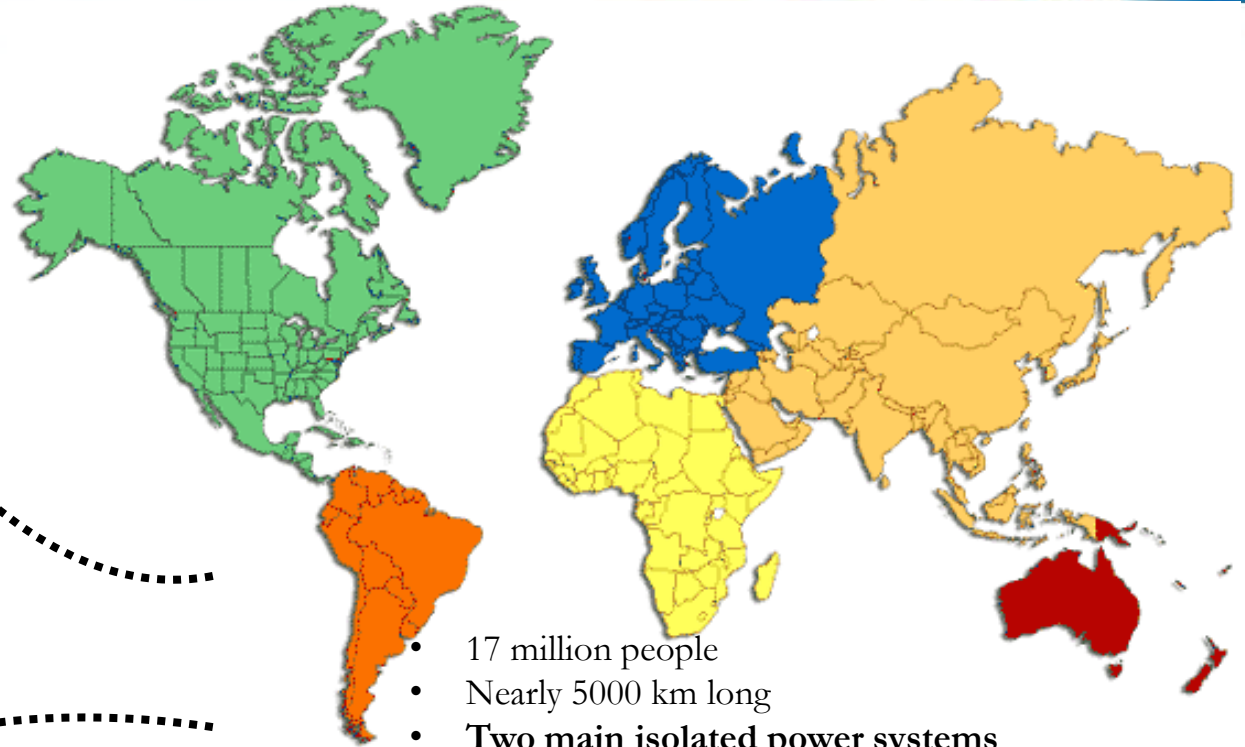 • 17 million people
• Nearly 5000 km long
• Two main isolated power systems